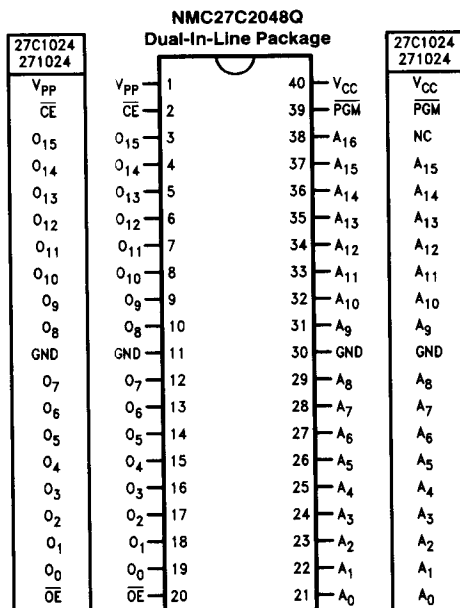 NMC27C2048Q
Dual-In-Line Package
27C1024
271024
27C1024
271024
VPP VPP 1 40 VCC VCC
CE CE 2 39 PGM PGM
O15 O15 3 38 A16 NC
O14 O14 4 37 A15 A15
O13 O13 5 36 A14 A14
O12 O12 6 35 A13 A13
O11 O11 7 34 A12 A12
O10 O10 8 33 A11 A11
O9 O9 9 32 A10 A10
O8 O8 10 31 A9 A9
GND GND 11 30 GND GND
O7 O7 12 29 A8 A8
O6 O6 13 28 A7 A7
O5 O5 14 27 A6 A6
O4 O4 15 26 A5 A5
O3 O3 16 25 A4 A4
O2 O2 17 24 A3 A3
O1 O1 18 23 A2 A2
O0 O0 19 22 A1 A1
OE OE 20 21 A0 A0